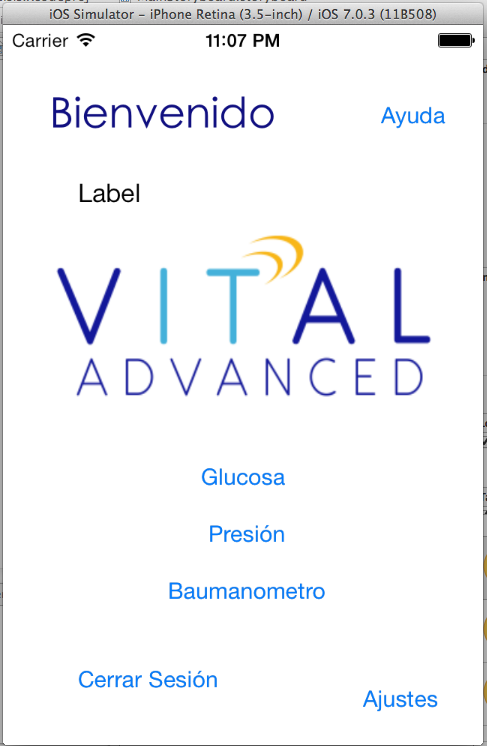 iOS Simulator – iPhone Retina (3.5-inch) / iOS 7.0.3 (11B508)
Carrier 11:07 PM
Bienvenido
Ayuda
Label
VITAL
ADVANCED
Glucosa
Presión
Baumanometro
Cerrar Sesión
Ajustes